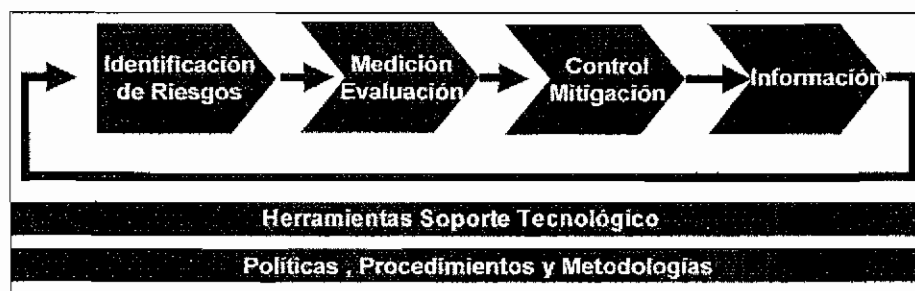 Identificación
de Riesgos
Medición
Evaluación
Control
Mitigación
Información
Herramientas Soporte Tecnológico
Políticas , Procedimientos y Metodologías